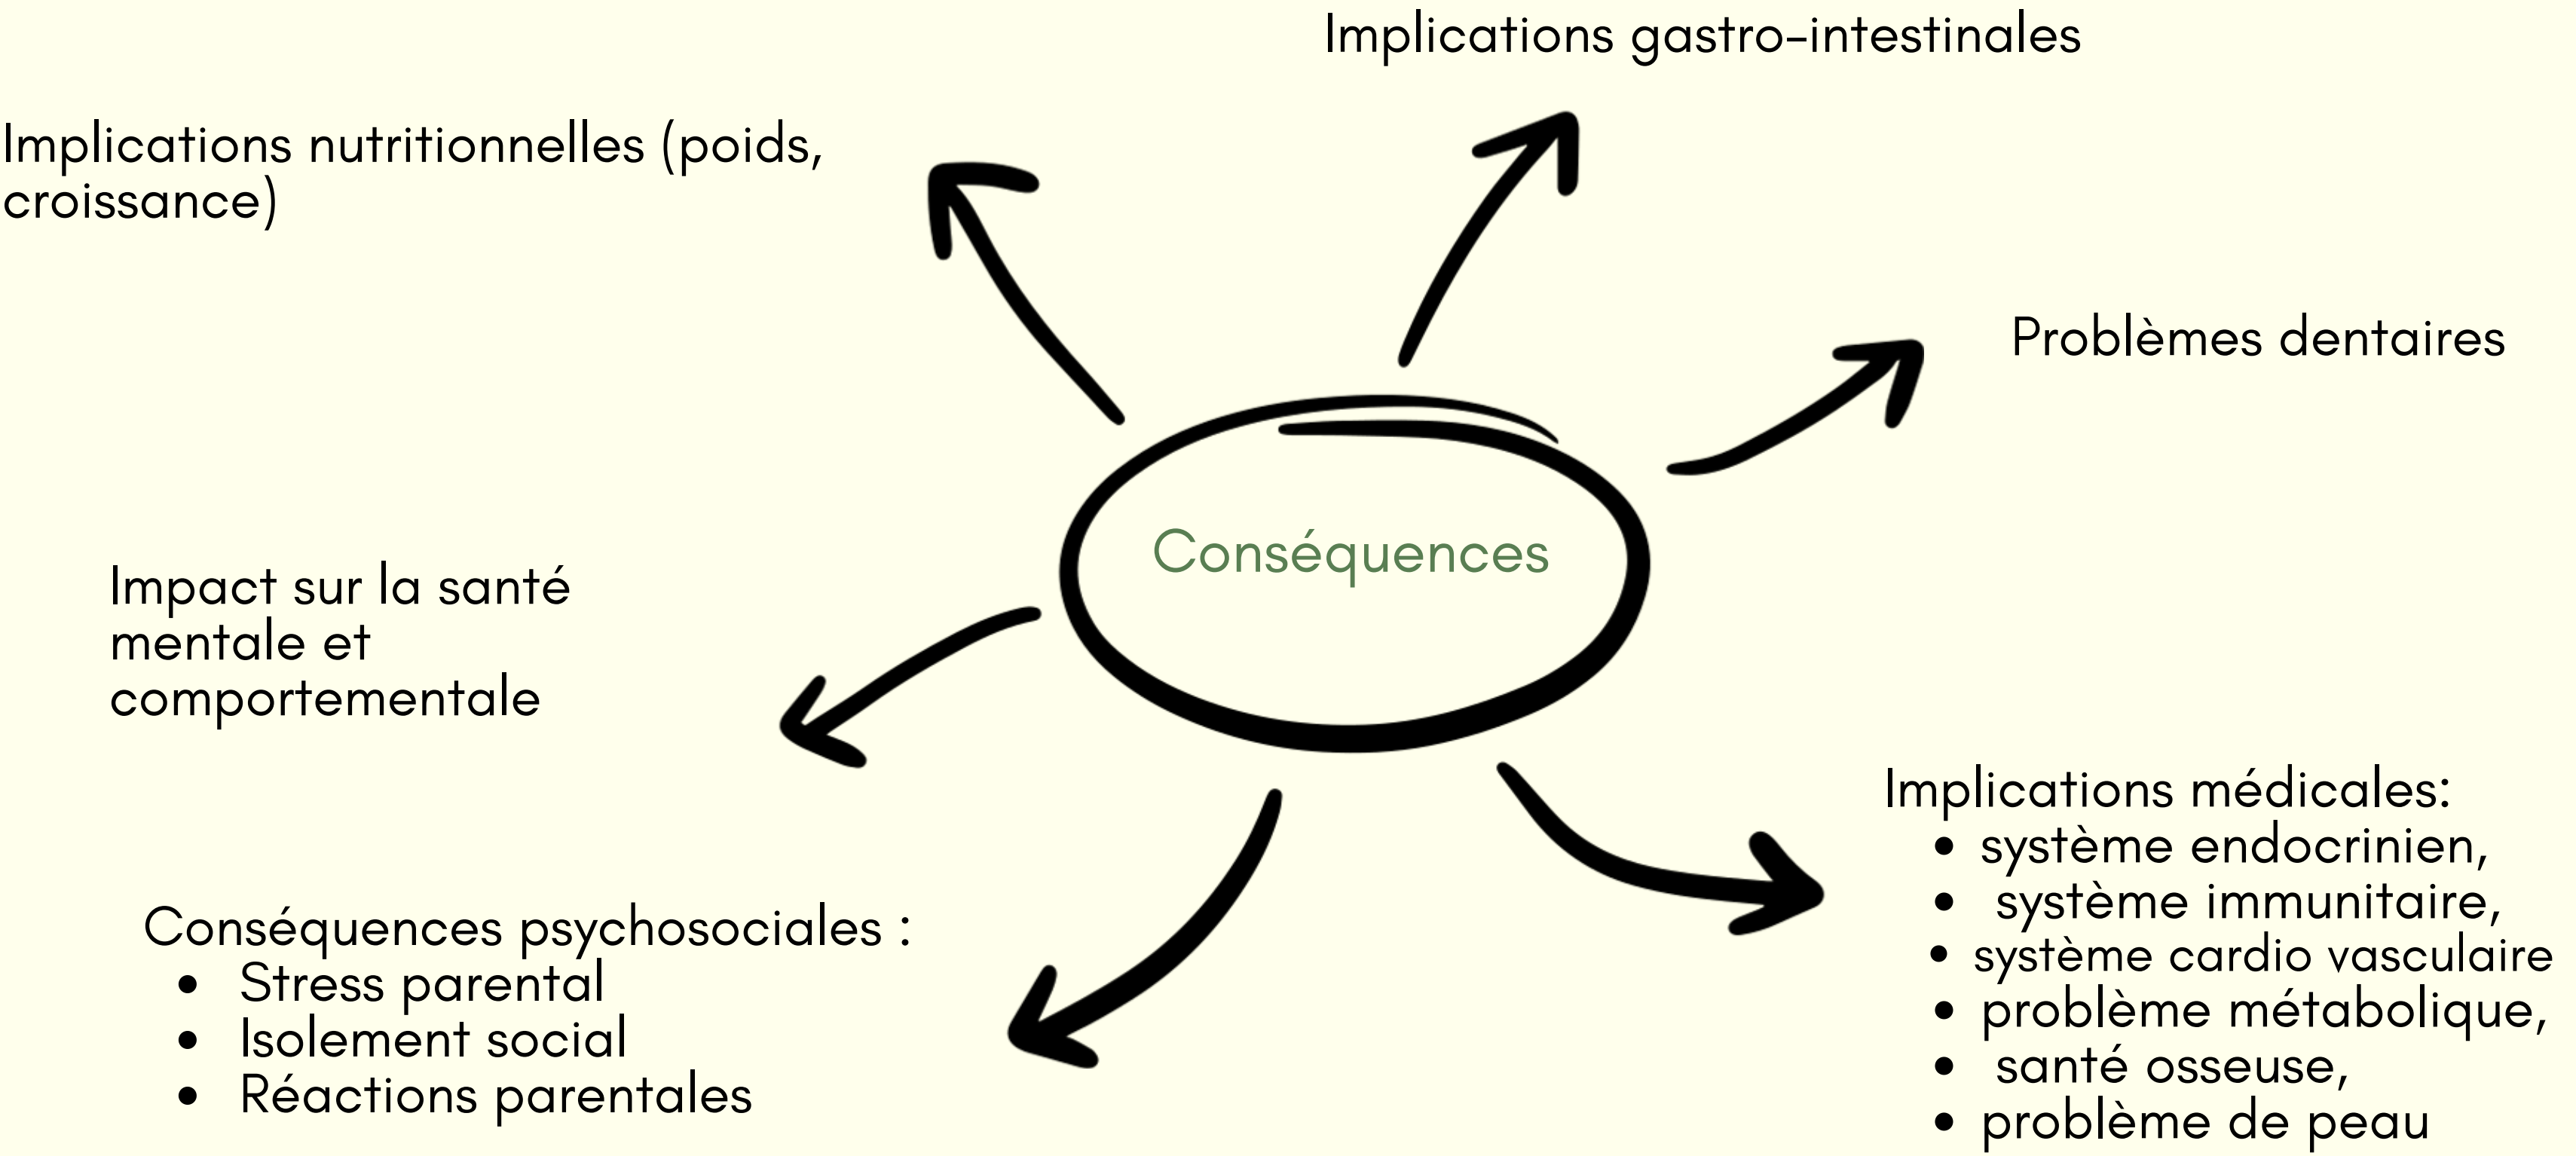 Implications gastro-intestinales
Implications nutritionnelles (poids,
croissance)
Problèmes dentaires
Conséquences
Impact sur la santé
mentale et
comportementale
Implications médicales:
• système endocrinien,
• système immunitaire,
• système cardio vasculaire
• problème métabolique,
• santé osseuse,
• problème de peau
Conséquences psychosociales :
• Stress parental
• Isolement social
• Réactions parentales